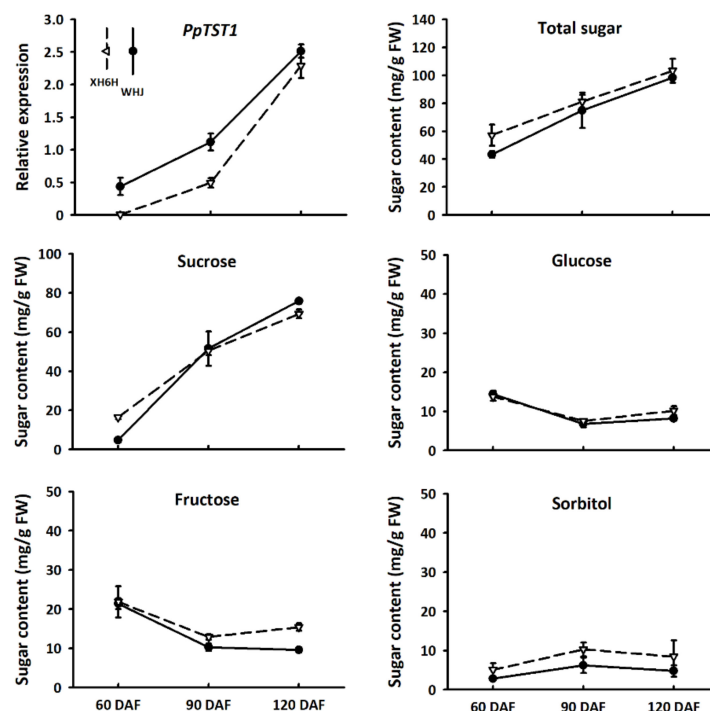 PpTST1
Relative expression
3.0
2.5
2.0
1.5
1.0
0.5
0
XH6H
WHJ
Total sugar
Sugar content (mg/g FW)
140
120
100
80
60
40
20
0
Sucrose
Sugar content (mg/g FW)
100
80
60
40
20
0
Glucose
Sugar content (mg/g FW)
50
40
30
20
10
0
Fructose
Sugar content (mg/g FW)
50
40
30
20
10
0
60 DAF 90 DAF 120 DAF
Sorbitol
Sugar content (mg/g FW)
50
40
30
20
10
0
60 DAF 90 DAF 120 DAF